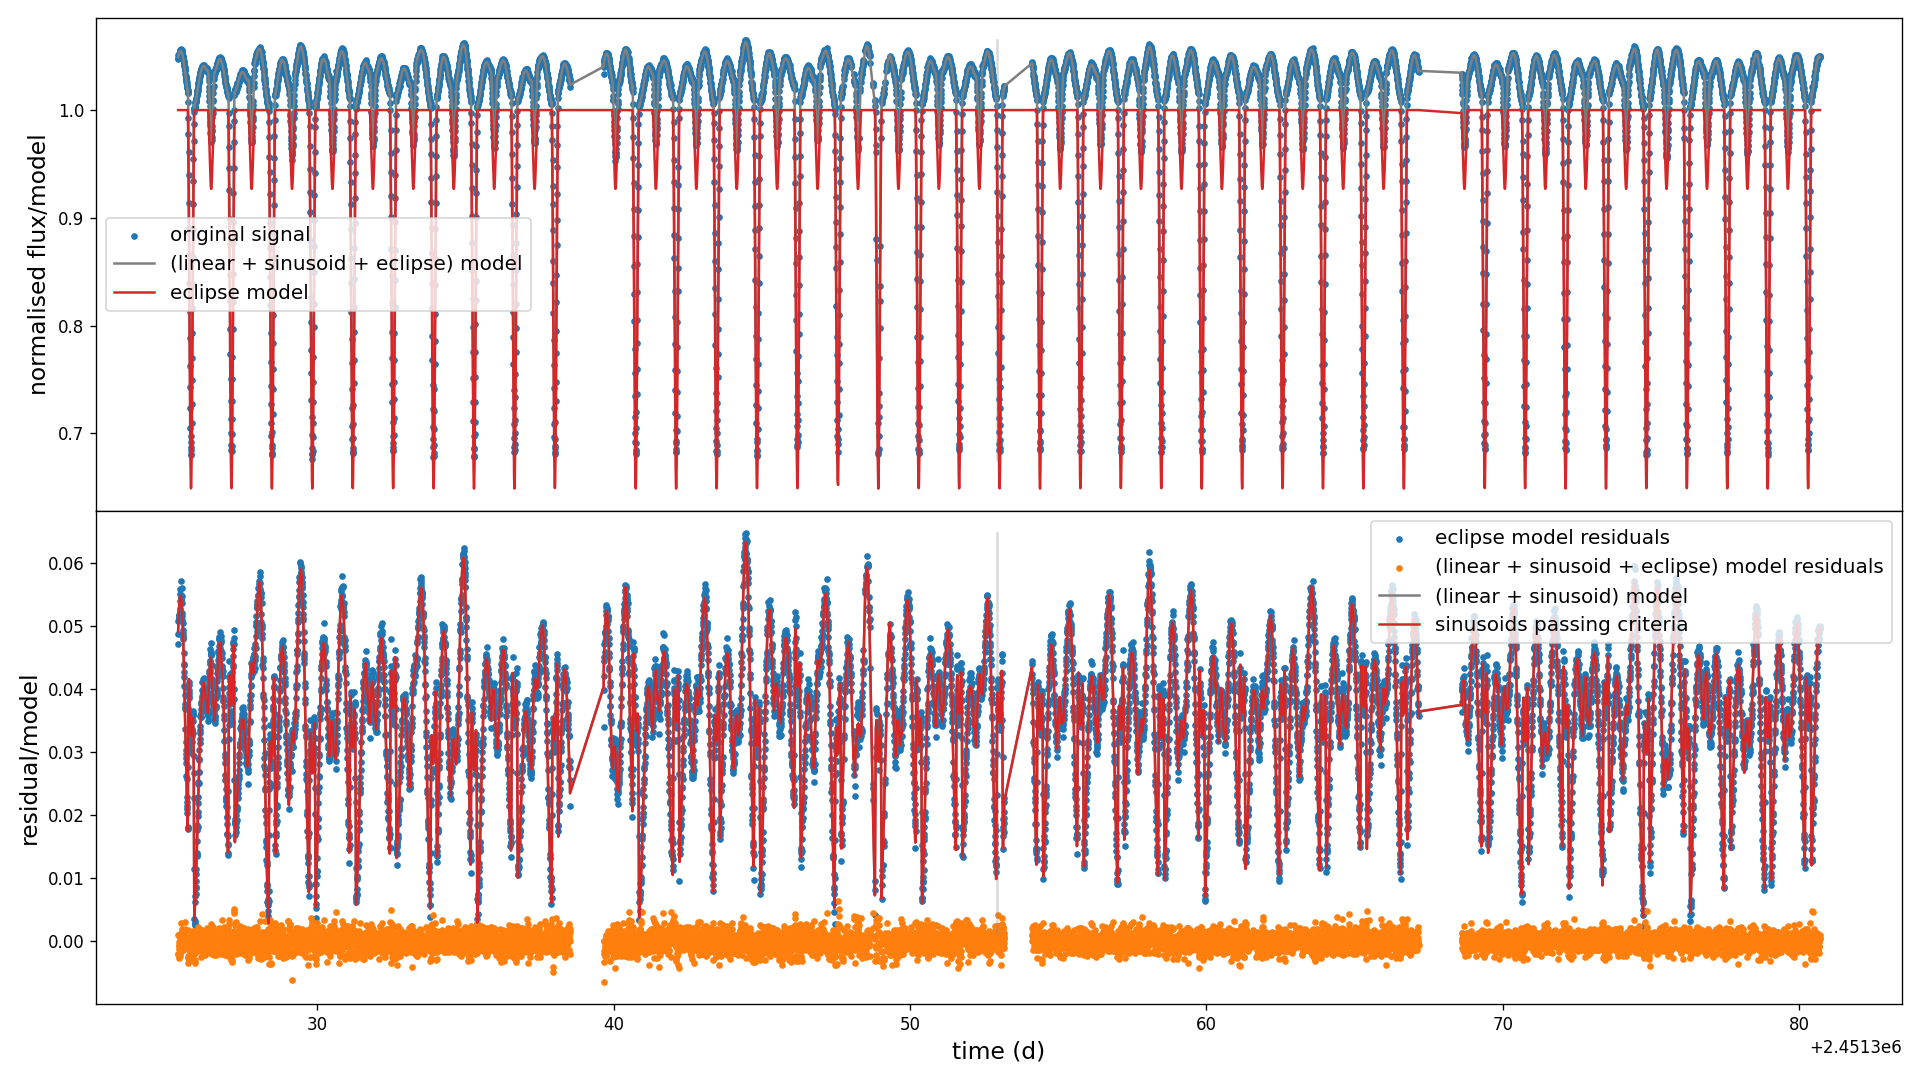 normalised flux/model
1.0
0.9
0.8
0.7
original signal
(linear + sinusoid + eclipse) model
eclipse model
residual/model
0.06
0.05
0.04
0.03
0.02
0.01
0.00
eclipse model residuals
(linear + sinusoid + eclipse) model residuals
(linear + sinusoid) model
sinusoids passing criteria
30 40 50 60 70 80
time (d)
+2.4513e6